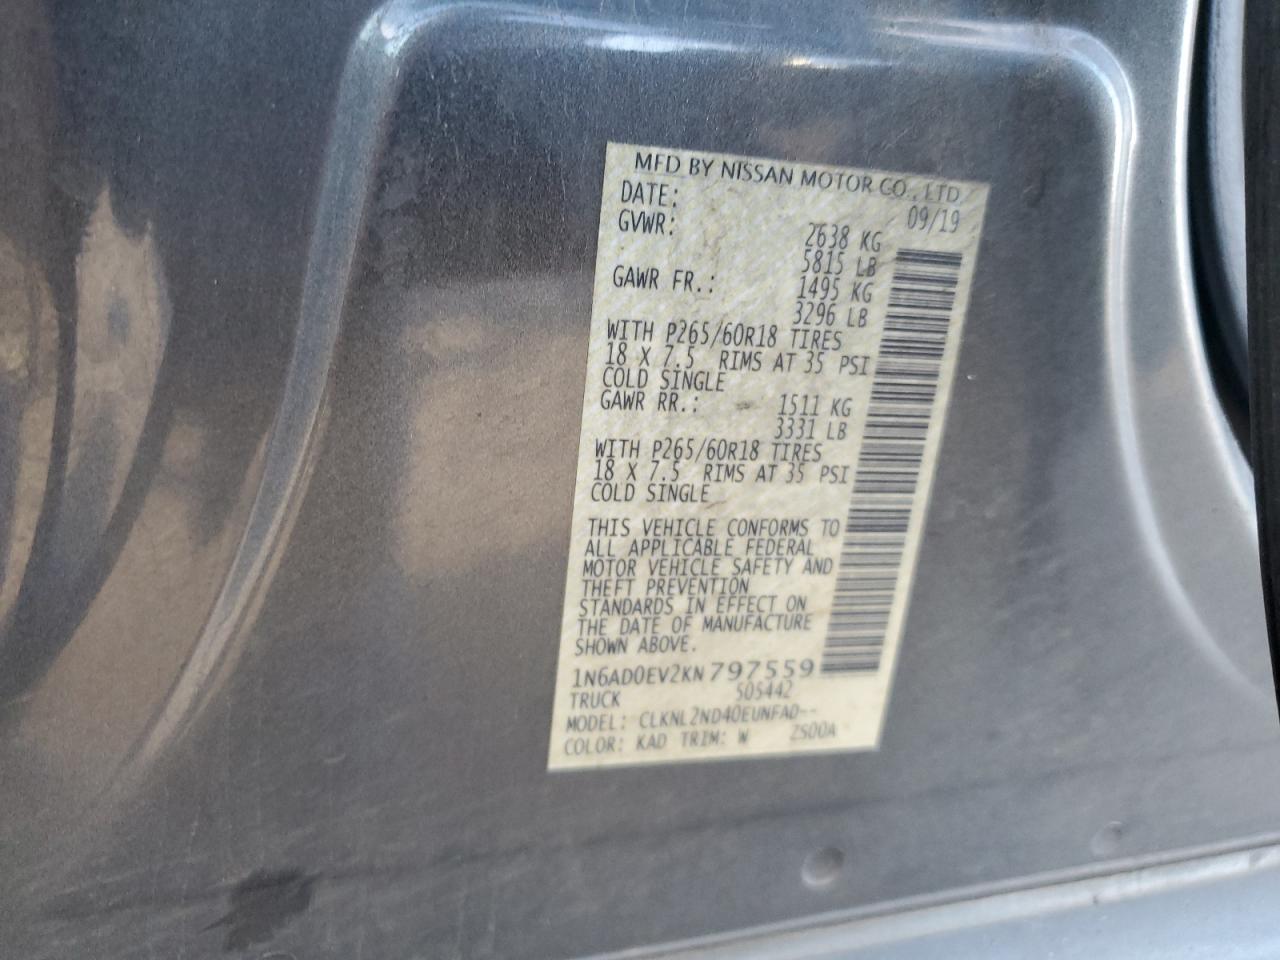 MFD BY NISSAN MOTOR CO., LTD.
DATE: 09/19
GVWR: 2638 KG
5815 LB
GAWR FR.: 1495 KG
3296 LB
WITH P265/60R18 TIRES
18 X 7.5 RIMS AT 35 PSI
COLD SINGLE
GAWR RR.: 1511 KG
3331 LB
WITH P265/60R18 TIRES
18 X 7.5 RIMS AT 35 PSI
COLD SINGLE
THIS VEHICLE CONFORMS TO
ALL APPLICABLE FEDERAL
MOTOR VEHICLE SAFETY AND
THEFT PREVENTION
STANDARDS IN EFFECT ON
THE DATE OF MANUFACTURE
SHOWN ABOVE.
1N6AD0EV2KN797559
TRUCK 505442
MODEL: CLKNL2ND40EUNFAD--
COLOR: KAD TRIM: W ZS00A